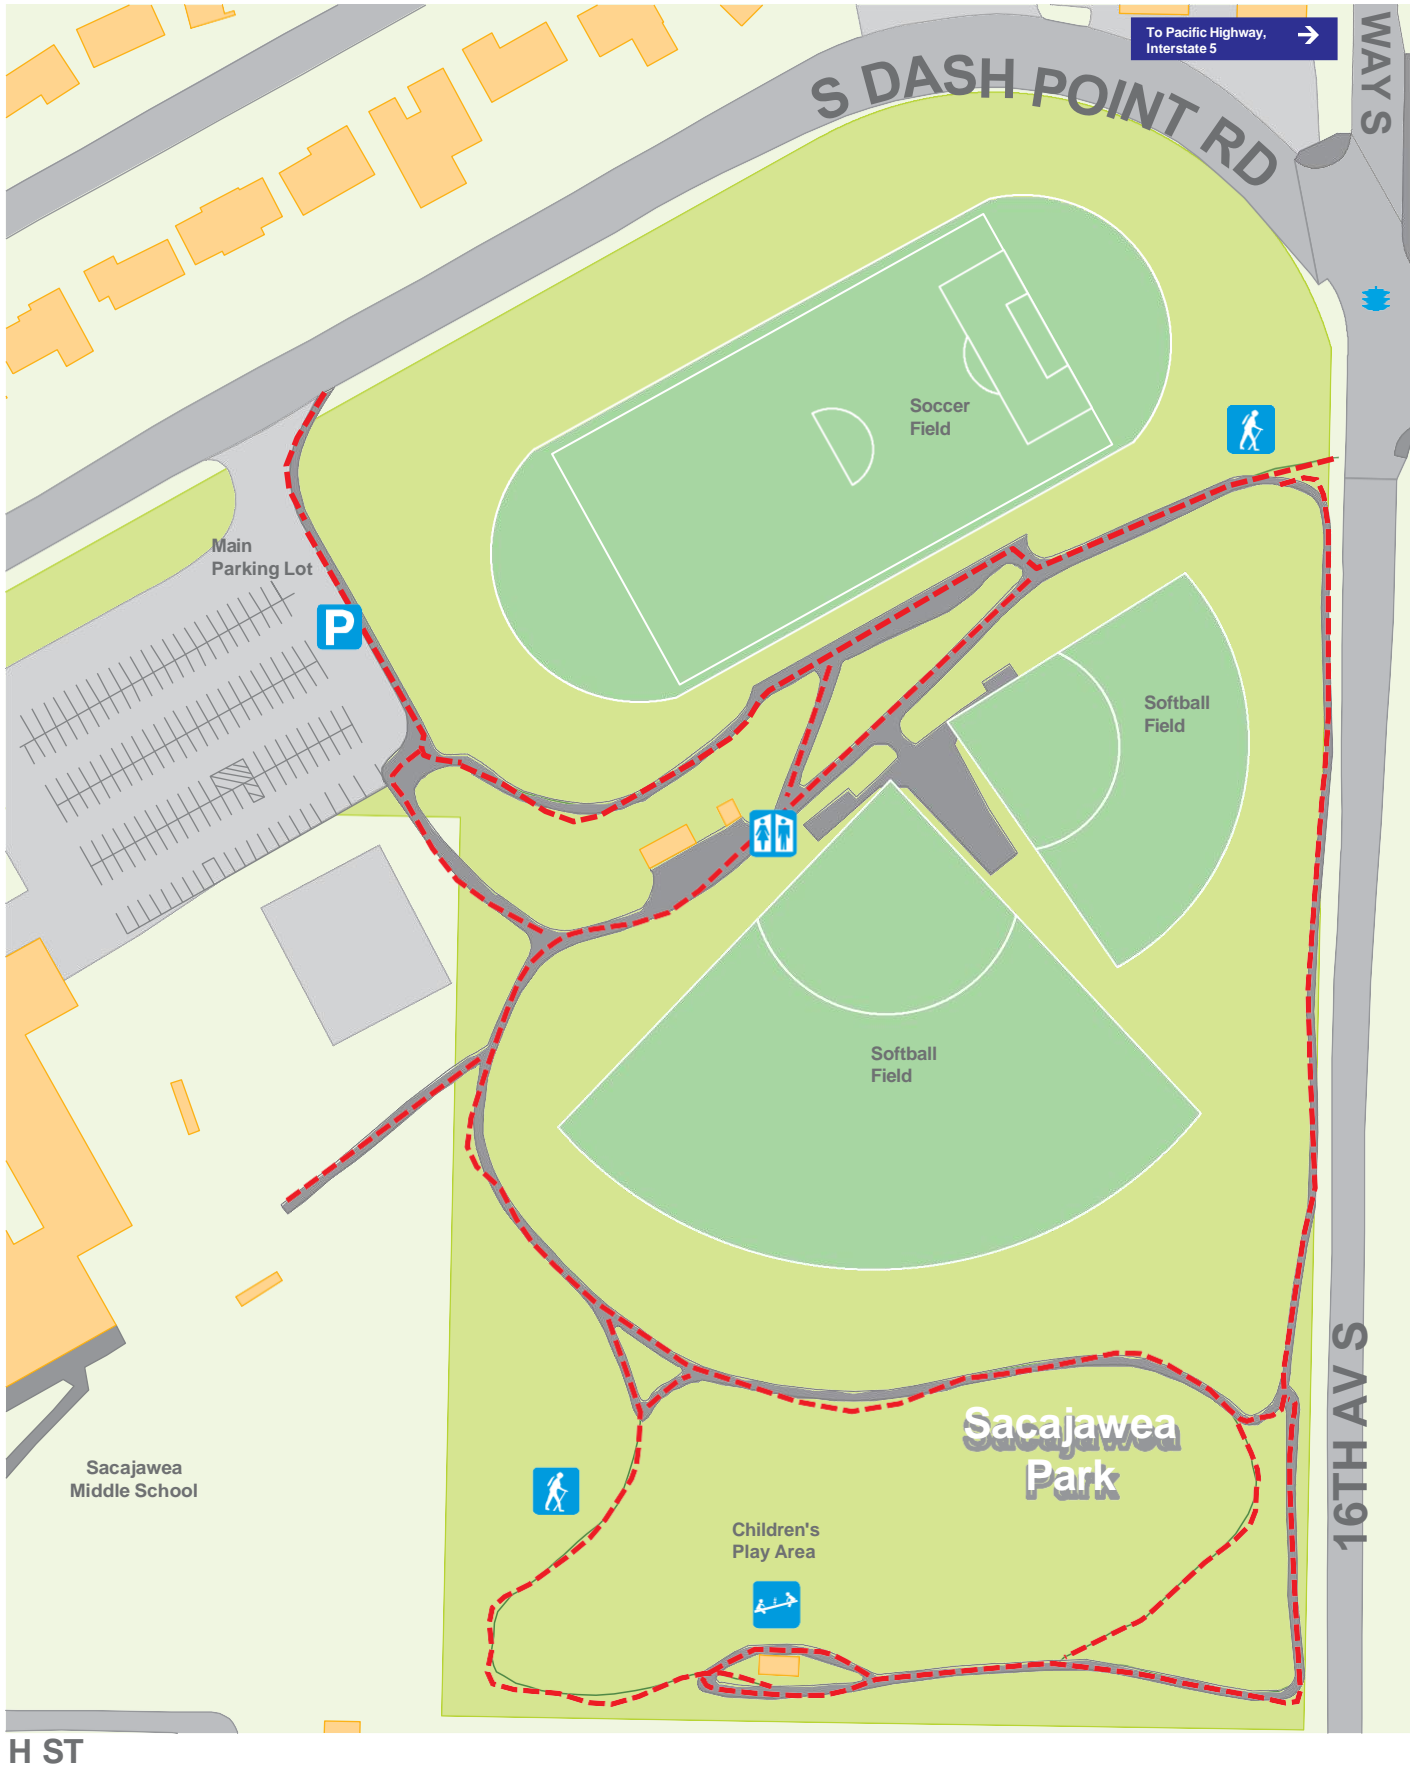 To Pacific Highway,
Interstate 5
WAY S
S DASH POINT RD
Soccer
Field
Main
Parking Lot
P
Softball
Field
Softball
Field
Sacajawea
Park
16TH AV S
Sacajawea
Middle School
Children's
Play Area
H ST